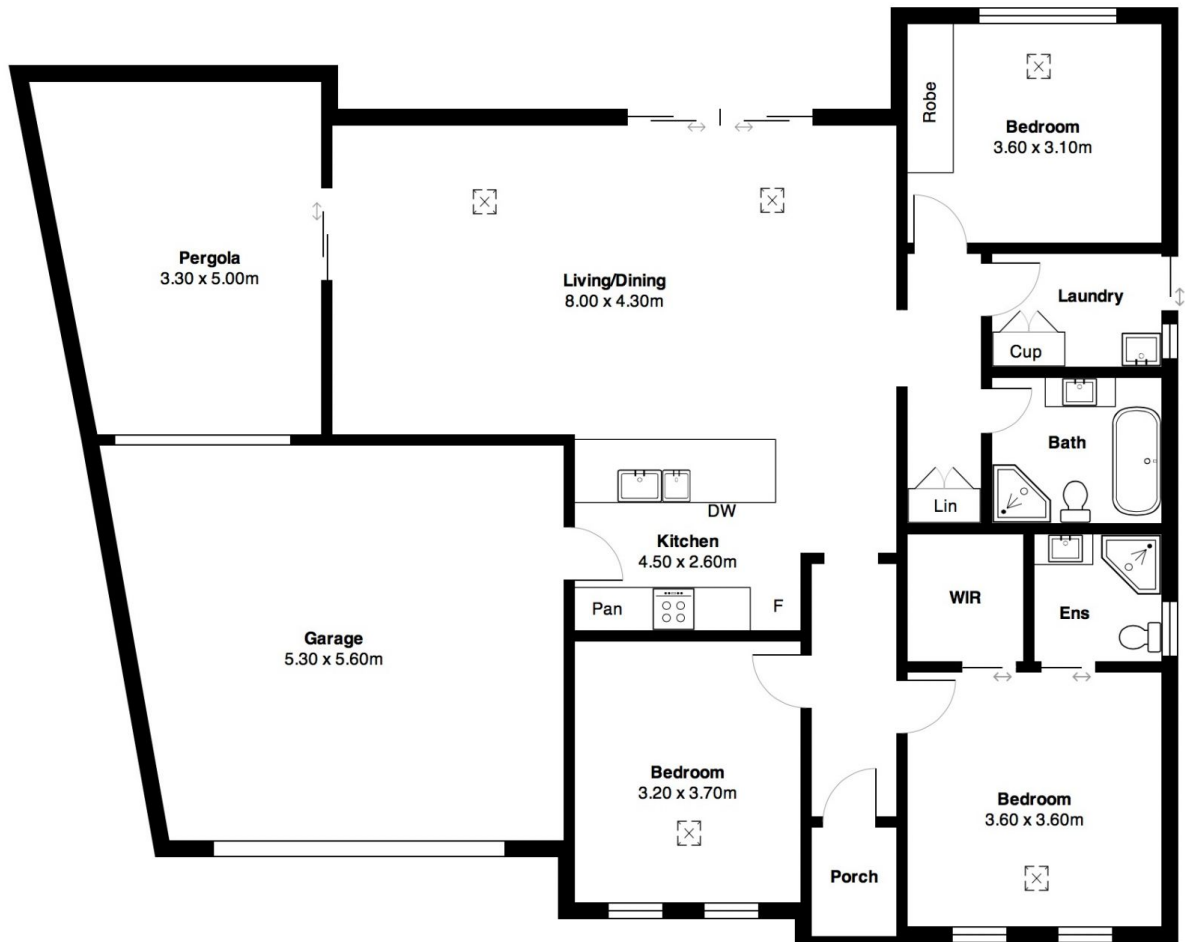 Robe
Bedroom
3.60 x 3.10m
Pergola
3.30 x 5.00m
Living/Dining
8.00 x 4.30m
Laundry
Cup
Bath
Lin
DW
Kitchen
4.50 x 2.60m
Pan
F
WIR
Ens
Garage
5.30 x 5.60m
Bedroom
3.20 x 3.70m
Bedroom
3.60 x 3.60m
Porch